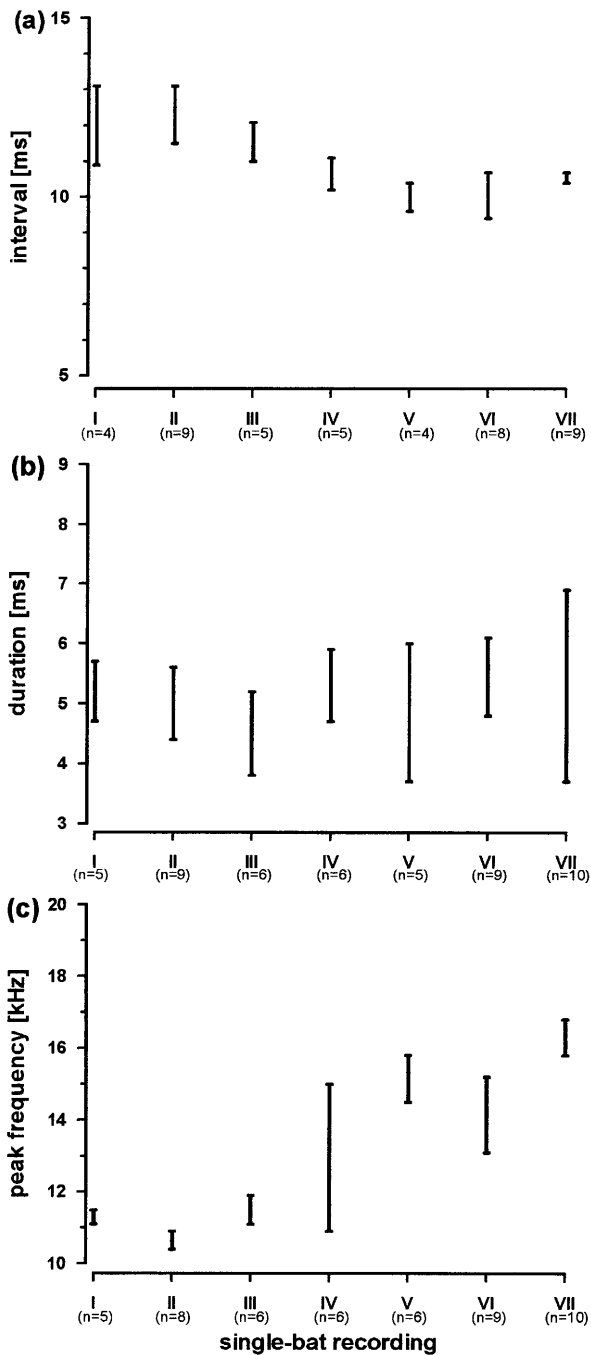 (a)
15
10
5
interval [ms]
I II III IV V VI VII
(n=4) (n=9) (n=5) (n=5) (n=4) (n=8) (n=9)
(b)
9
8
7
6
5
4
3
duration [ms]
I II III IV V VI VII
(n=5) (n=9) (n=6) (n=6) (n=5) (n=9) (n=10)
(c)
20
18
16
14
12
10
peak frequency [kHz]
I II III IV V VI VII
(n=5) (n=8) (n=6) (n=6) (n=6) (n=9) (n=10)
single-bat recording